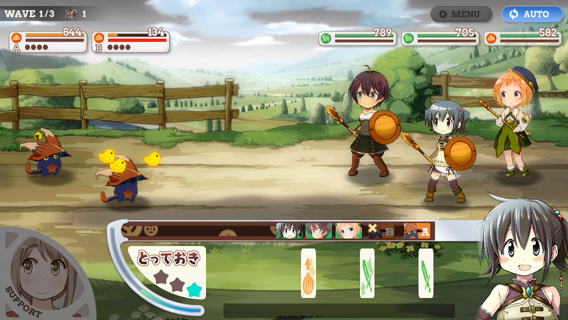 WAVE 1/3 1
MENU
AUTO
844
134
A
B
789
705
582
B
A
とっておき
SUPPORT